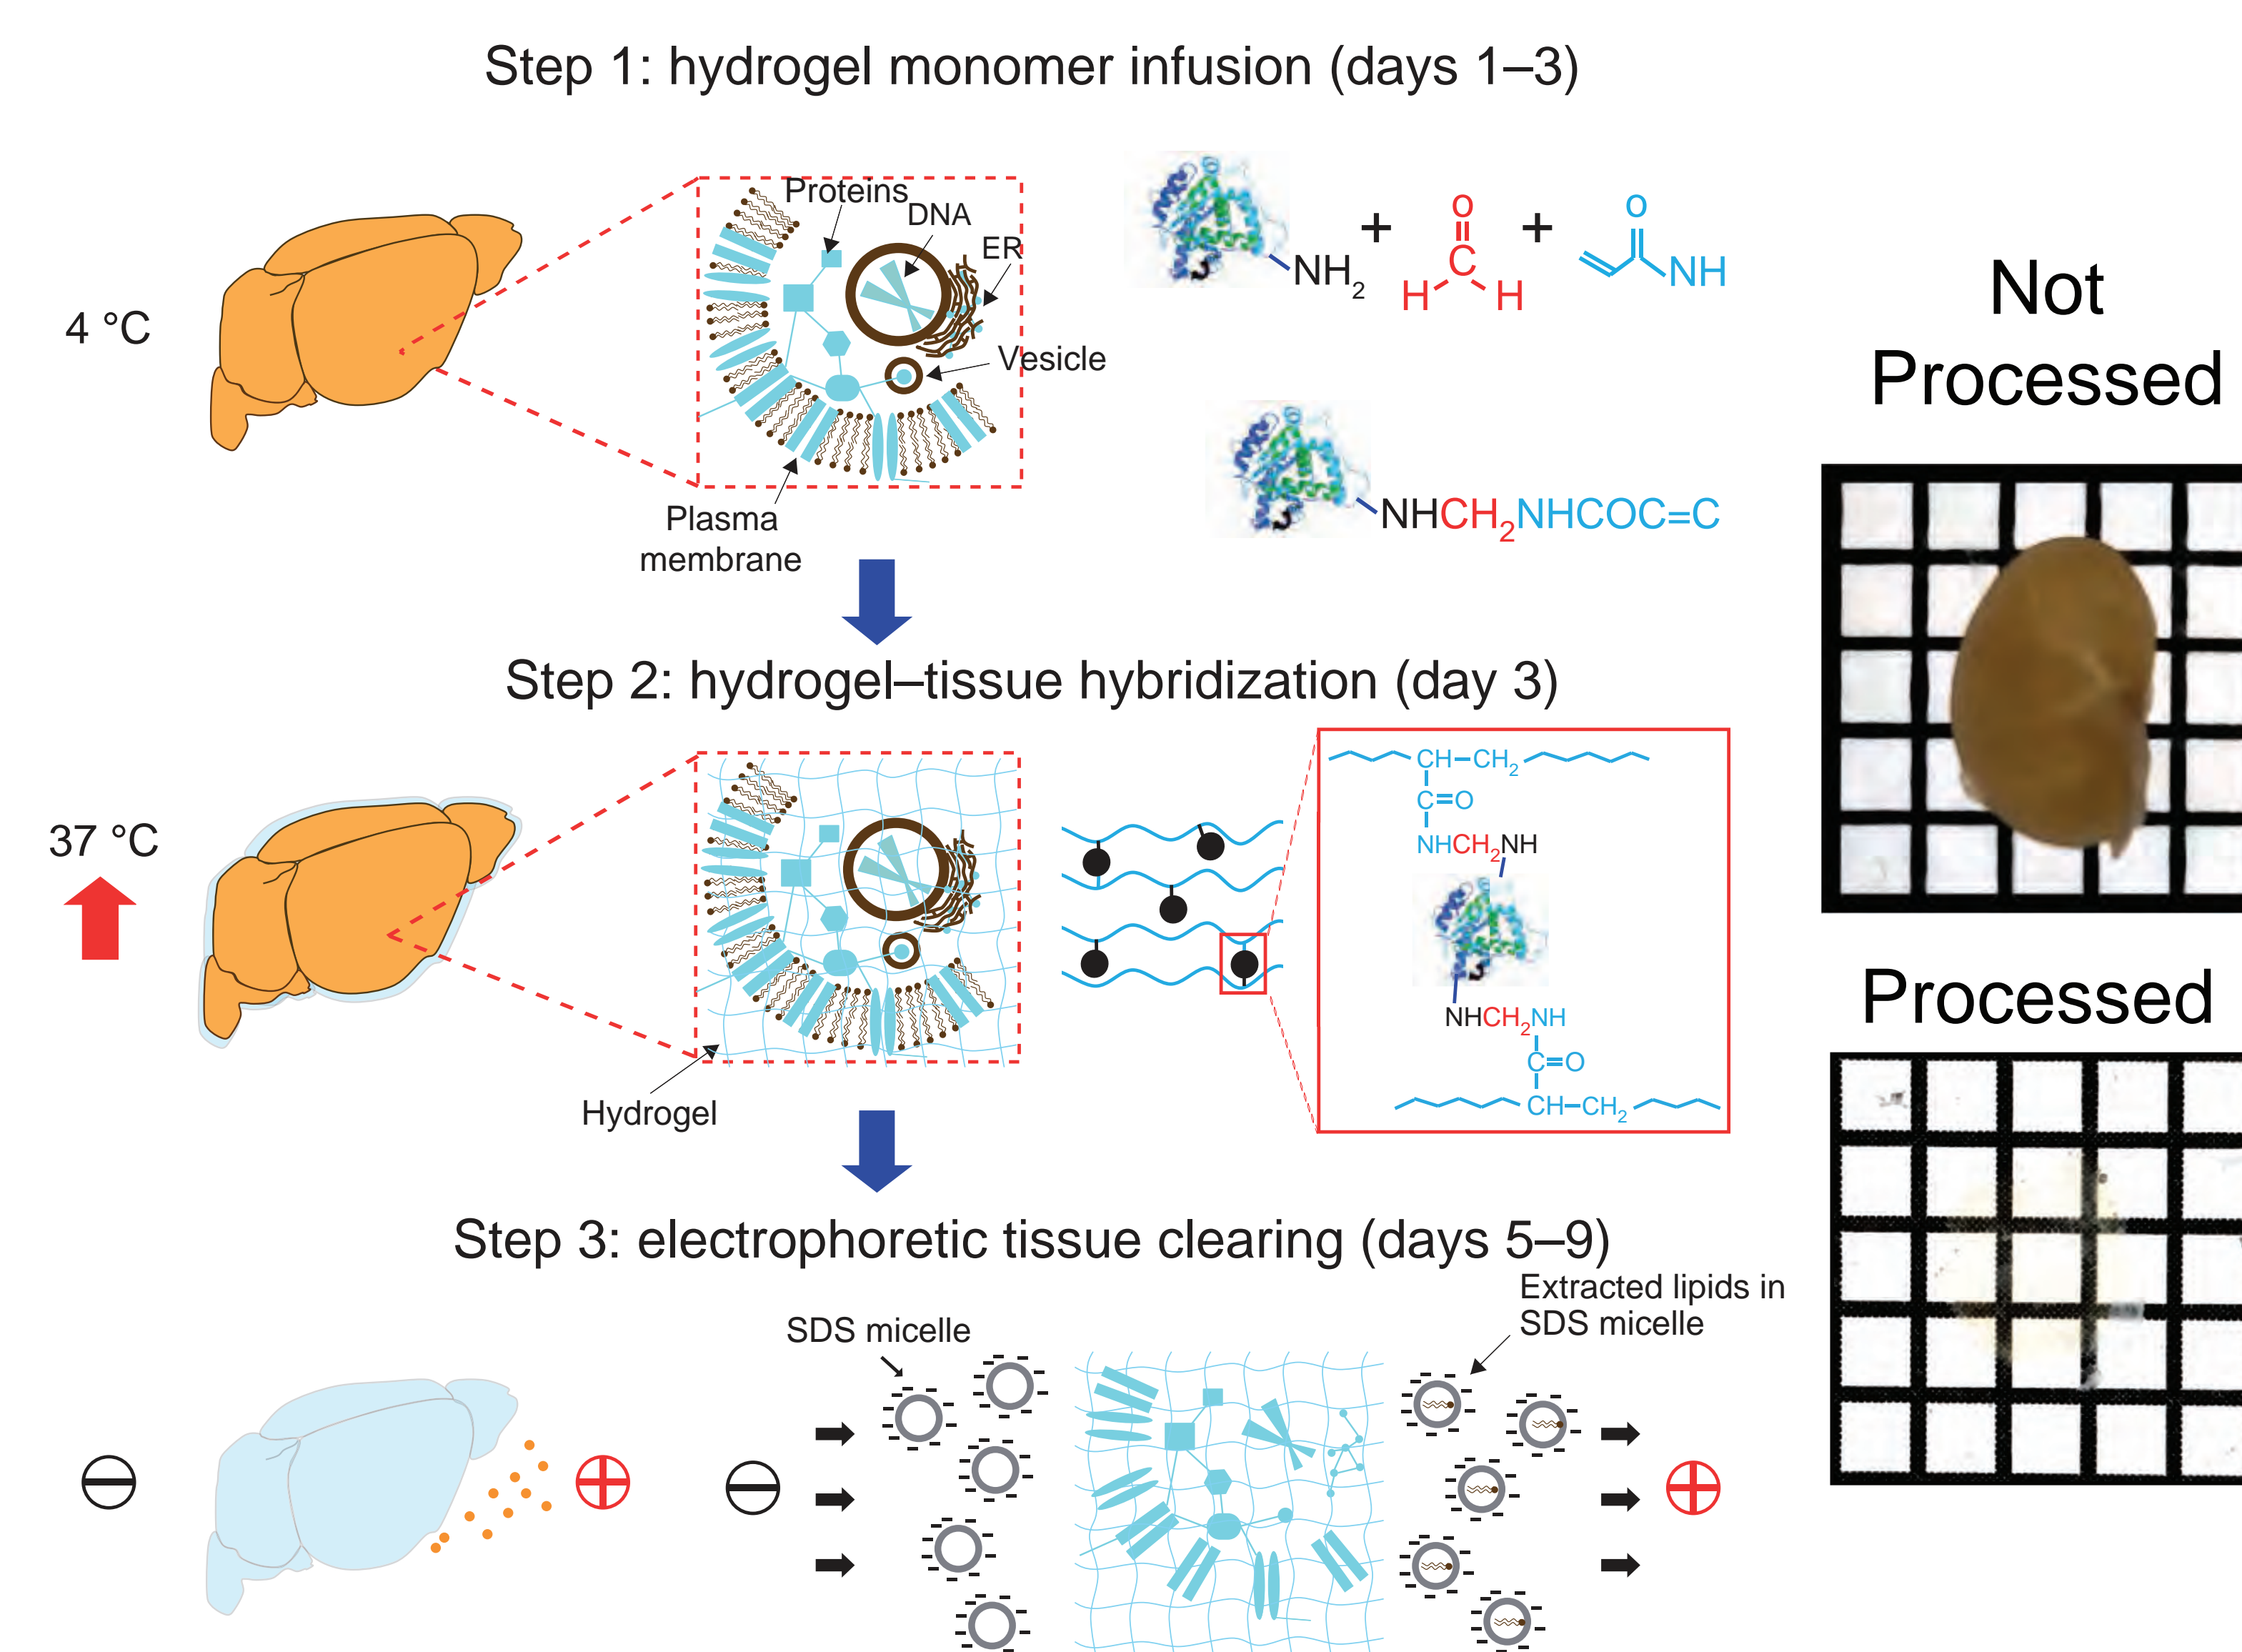 Step 1: hydrogel monomer infusion (days 1–3)
4 °C
Proteins
DNA
ER
Vesicle
Plasma
membrane
NH2
+
O
C
H H
+
O
NH
NHCH2NHCOC=C
Step 2: hydrogel–tissue hybridization (day 3)
37 °C
Hydrogel
CH–CH2
C=O
NHCH2NH
NHCH2NH
C=O
CH–CH2
Step 3: electrophoretic tissue clearing (days 5–9)
SDS micelle
Extracted lipids in
SDS micelle
Not
Processed
Processed